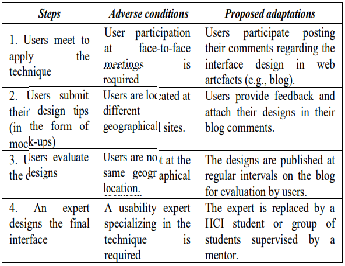 Steps Adverse conditions Proposed adaptations
1. Users meet to apply the technique
User participation at face-to-face meetings is required
Users participate posting their comments regarding the interface design in web artefacts (e.g., blog).
2. Users submit their design tips (in the form of mock-ups)
Users are located at different geographical sites.
Users provide feedback and attach their designs in their blog comments.
3. Users evaluate the designs
Users are not at the same geographical location.
The designs are published at regular intervals on the blog for evaluation by users.
4. An expert designs the final interface
A usability expert specializing in the technique is required
The expert is replaced by a HCI student or group of students supervised by a mentor.